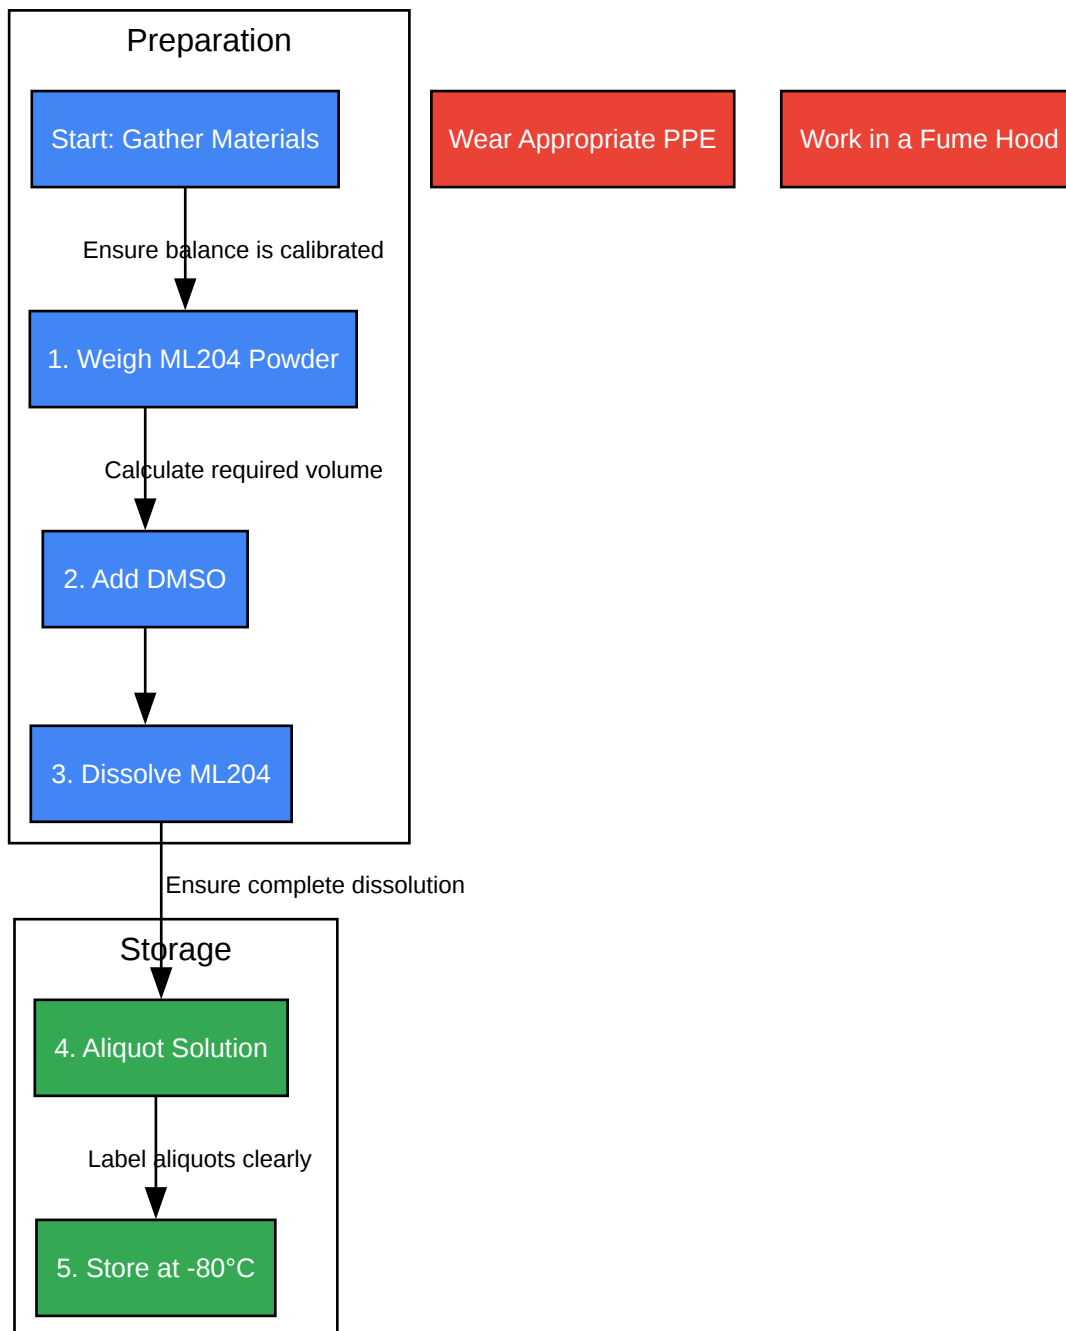 Preparation
Start: Gather Materials
Wear Appropriate PPE
Work in a Fume Hood
Ensure balance is calibrated
1. Weigh ML204 Powder
Calculate required volume
2. Add DMSO
3. Dissolve ML204
Ensure complete dissolution
Storage
4. Aliquot Solution
Label aliquots clearly
5. Store at -80°C